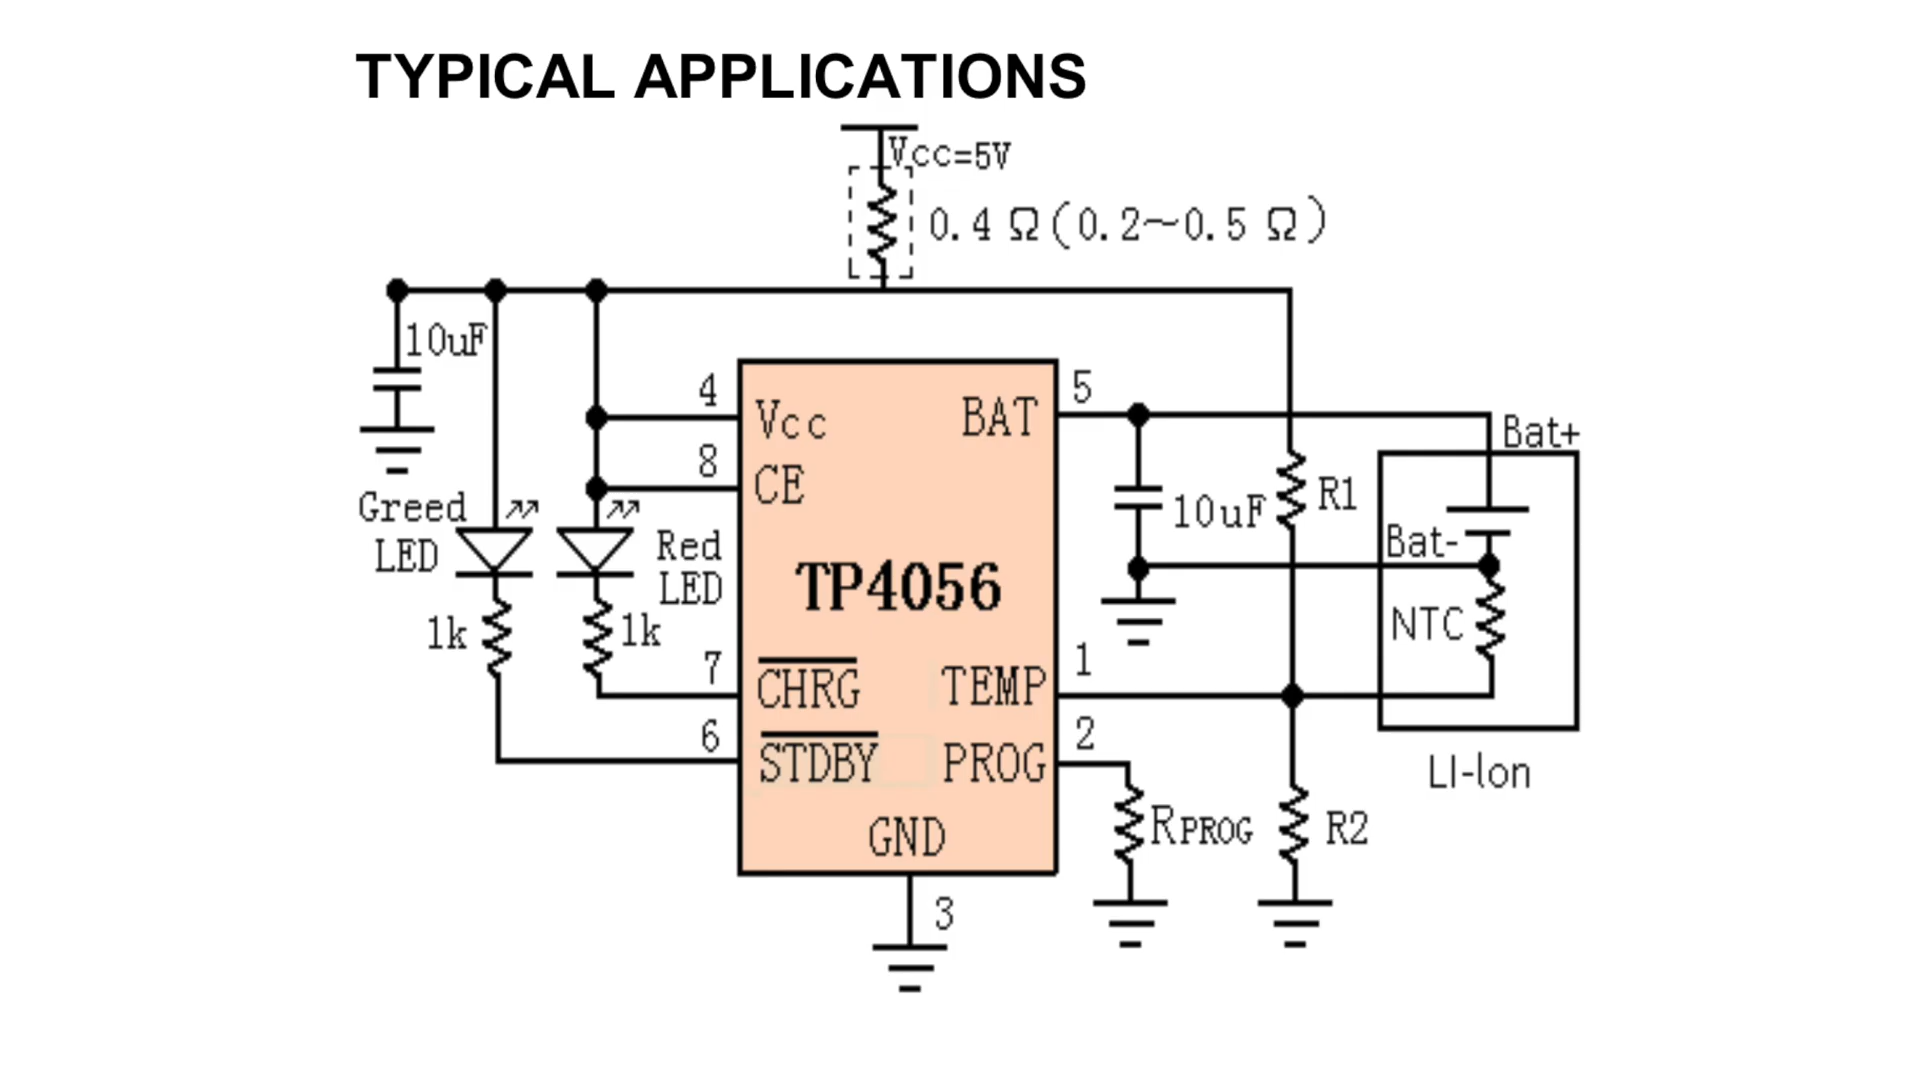 TYPICAL APPLICATIONS
Vcc=5V
0.4 Ω(0.2~0.5 Ω)
10uF
4
Vcc
BAT
5
Bat+
8
CE
Greed
LED
Red
LED
10uF
R1
Bat-
TP4056
1k
1k
NTC
7
CHRG
TEMP
1
6
STDBY
PROG
2
LI-lon
RPROG
R2
GND
3